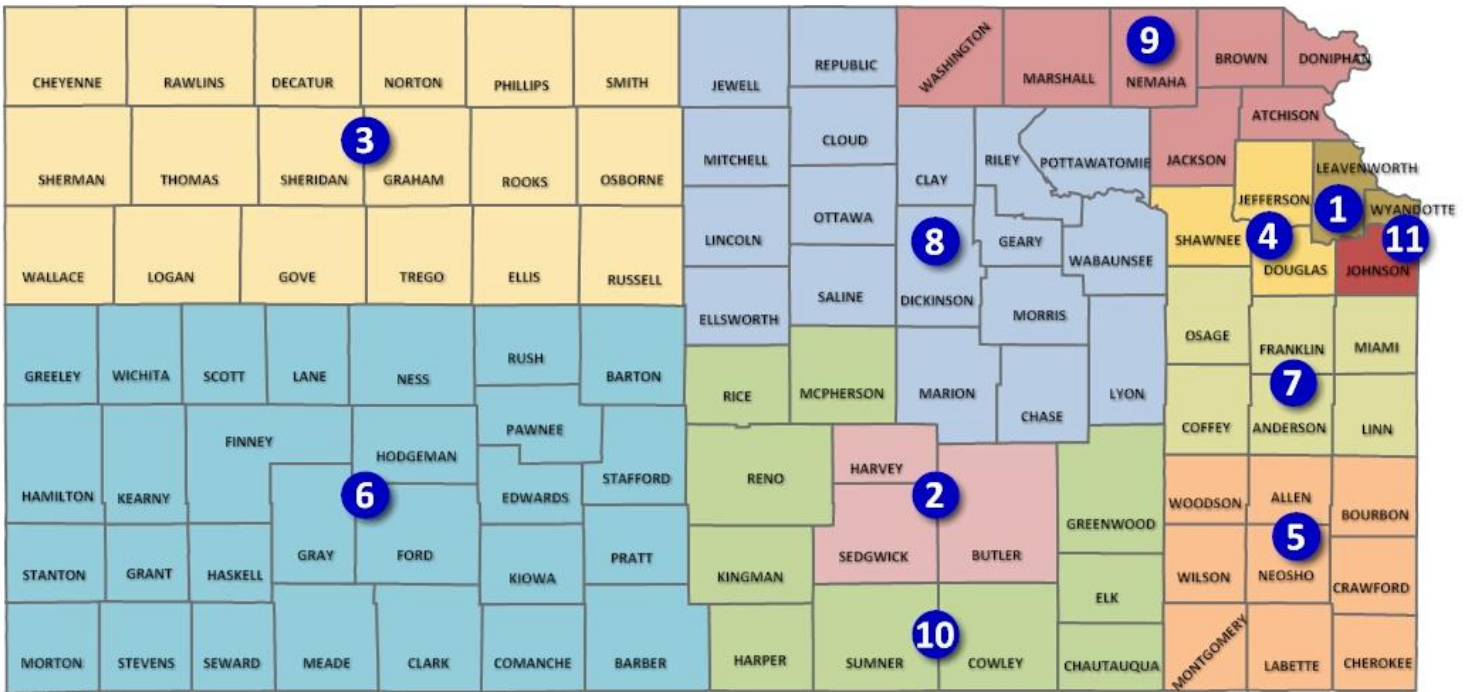 CHEYENNE RAWLINS DECATUR NORTON PHILLIPS SMITH JEWELL REPUBLIC WASHINGTON MARSHALL 9 NEMAHA BROWN DONIPHAN
ATCHISON
3 CLOUD
SHERMAN THOMAS SHERIDAN GRAHAM ROOKS OSBORNE MITCHELL CLAY RILEY POTTAWATOMIE JACKSON LEAVENWORTH
JEFFERSON 1 WYANDOTTE
OTTAWA
LINCOLN 8 GEARY SHAWNEE 4 11
WALLACE LOGAN GOVE TREGO ELLIS RUSSELL WABAUNSEE DOUGLAS JOHNSON
SALINE DICKINSON
ELLSWORTH MORRIS
OSAGE FRANKLIN MIAMI
RUSH
GREELEY WICHITA SCOTT LANE NESS BARTON 7
RICE MCPHERSON MARION LYON
CHASE
FINNEY PAWNEE COFFEY ANDERSON LINN
HODGEMAN HARVEY
RENO
HAMILTON KEARNY 6 EDWARDS STAFFORD 2 WOODSON ALLEN
GREENWOOD BOURBON
5
GRAY FORD PRATT SEDGWICK BUTLER
STANTON GRANT HASKELL KIOWA KINGMAN WILSON NEOSHO CRAWFORD
ELK
10 MONTGOMERY
MORTON STEVENS SEWARD MEADE CLARK COMANCHE BARBER HARPER SUMNER COWLEY CHAUTAUQUA LABETTE CHEROKEE